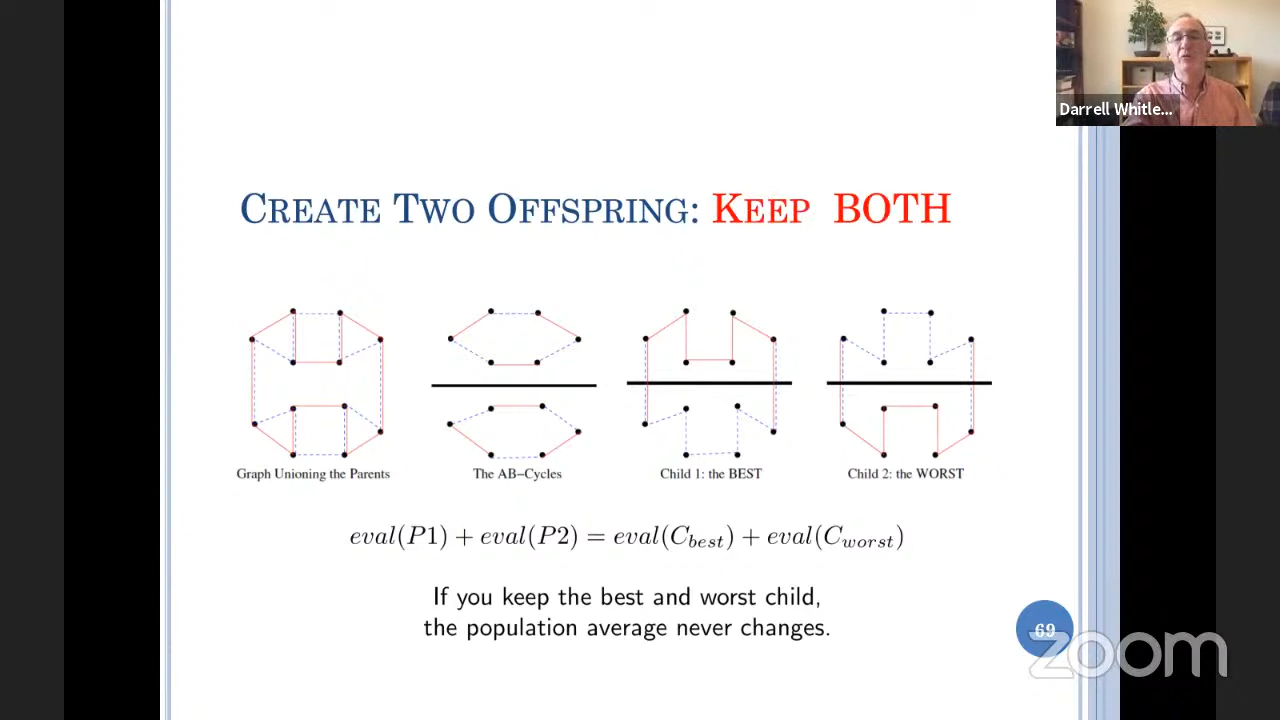 Darrell Whitle...
CREATE TWO OFFSPRING: KEEP BOTH
Graph Unioning the Parents
The AB−Cycles
Child 1: the BEST
Child 2: the WORST
eval(P1) + eval(P2) = eval(C_best) + eval(C_worst)
If you keep the best and worst child,
the population average never changes.
69
zoom